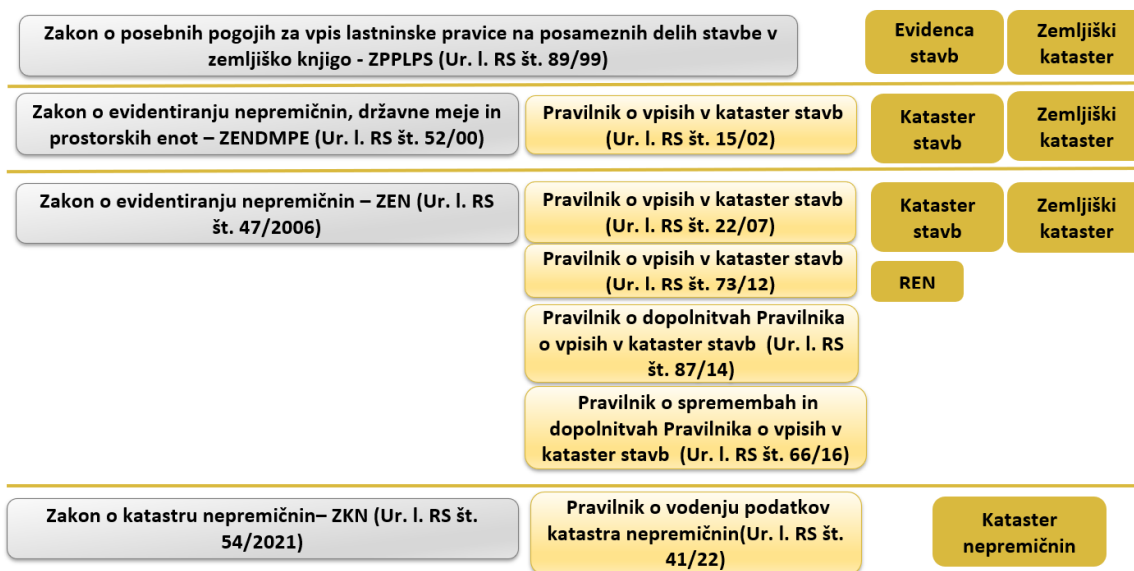 Zakon o posebnih pogojih za vpis lastninske pravice na posameznih delih stavbe v
zemljiško knjigo - ZPPLPS (Ur. l. RS št. 89/99)
Evidenca
stavb
Zemljiški
kataster
Zakon o evidentiranju nepremičnin, državne meje in
prostorskih enot – ZENDMPE (Ur. l. RS št. 52/00)
Pravilnik o vpisih v kataster stavb
(Ur. l. RS št. 15/02)
Kataster
stavb
Zemljiški
kataster
Zakon o evidentiranju nepremičnin – ZEN (Ur. l. RS
št. 47/2006)
Pravilnik o vpisih v kataster stavb
(Ur. l. RS št. 22/07)
Kataster
stavb
Zemljiški
kataster
Pravilnik o vpisih v kataster stavb
(Ur. l. RS št. 73/12)
REN
Pravilnik o dopolnitvah Pravilnika
o vpisih v kataster stavb  (Ur. l. RS
št. 87/14)
Pravilnik o spremembah in
dopolnitvah Pravilnika o vpisih v
kataster stavb  (Ur. l. RS št. 66/16)
Zakon o katastru nepremičnin– ZKN (Ur. l. RS št.
54/2021)
Pravilnik o vodenju podatkov
katastra nepremičnin(Ur. l. RS št.
41/22)
Kataster
nepremičnin